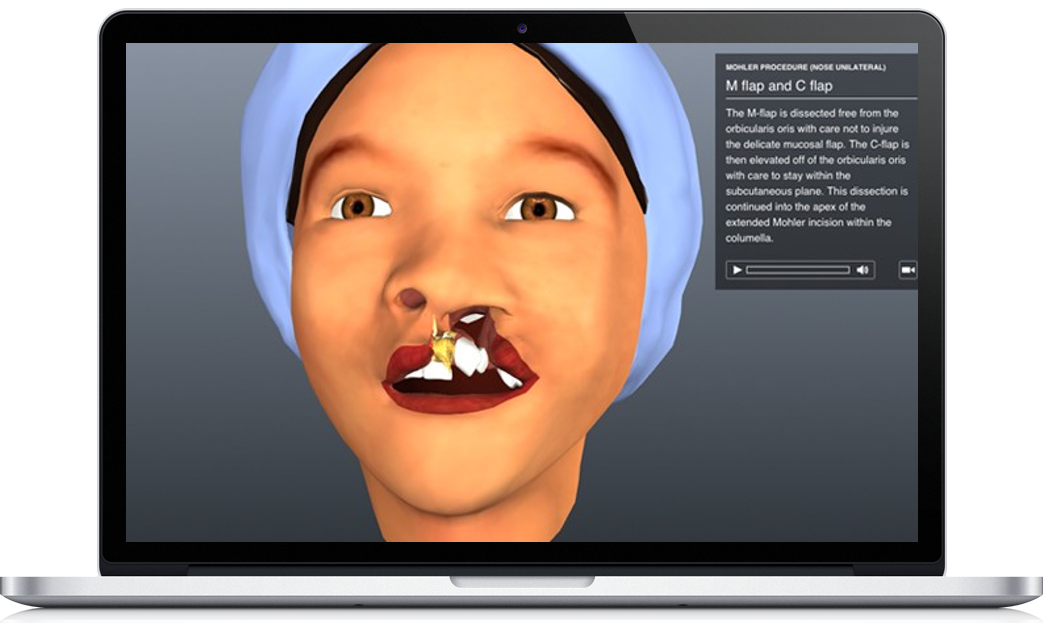 MOHLER PROCEDURE (NOSE UNILATERAL)
M flap and C flap
The M-flap is dissected free from the
orbicularis oris with care not to injure
the delicate mucosal flap. The C-flap is
then elevated off of the orbicularis oris
with care to stay within the
subcutaneous plane. This dissection is
continued into the apex of the
extended Mohler incision within the
columella.